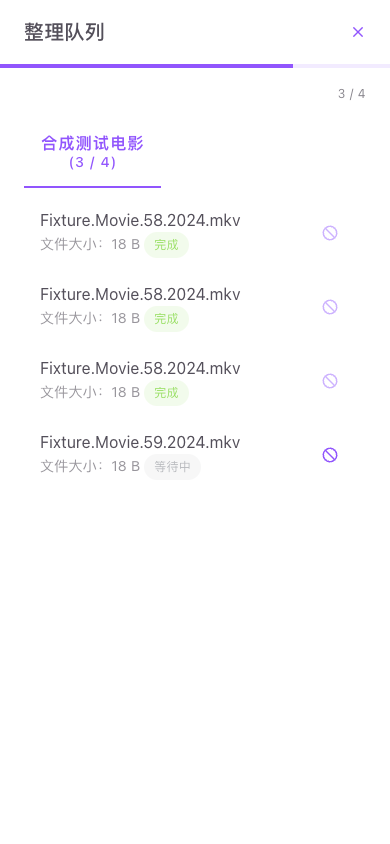 整理队列
3 / 4
合成测试电影
(3 / 4)
Fixture.Movie.58.2024.mkv
文件大小：18 B 完成
Fixture.Movie.58.2024.mkv
文件大小：18 B 完成
Fixture.Movie.58.2024.mkv
文件大小：18 B 完成
Fixture.Movie.59.2024.mkv
文件大小：18 B 等待中